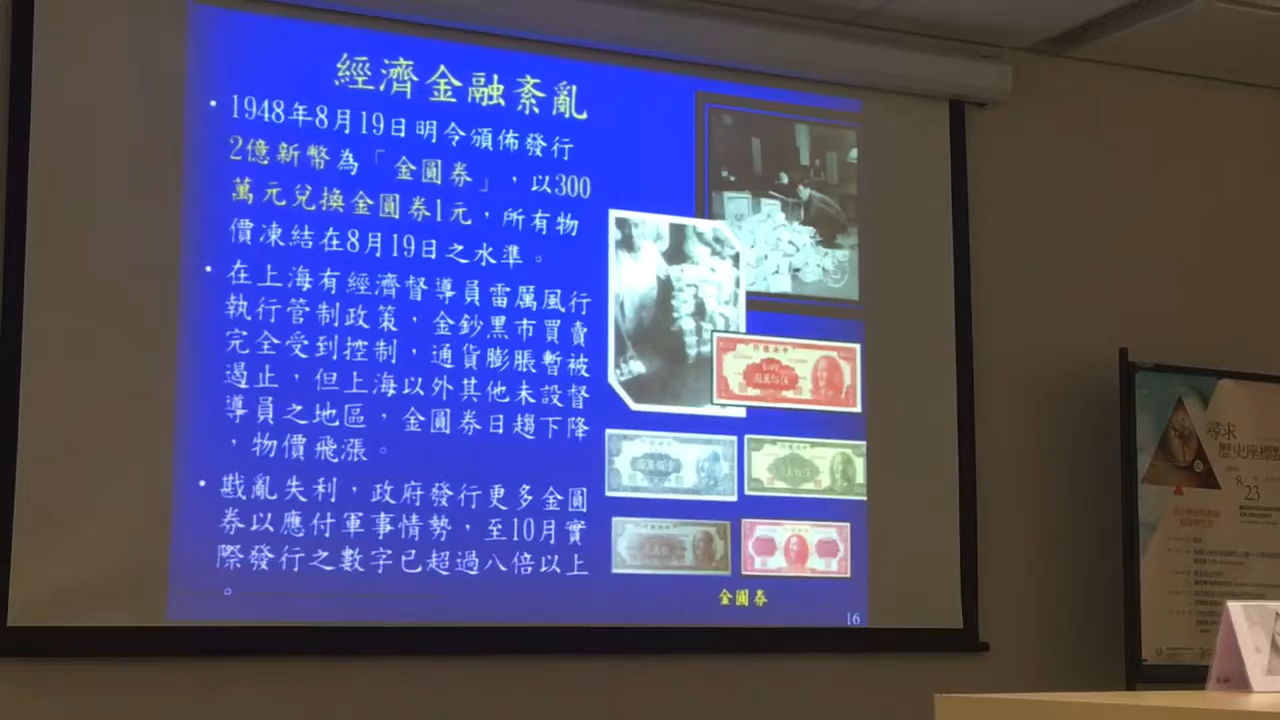 經濟金融紊亂
• 1948年8月19日明令頒佈發行
2億新幣為「金圓券」，以300
萬元兌換金圓券1元，所有物
價凍結在8月19日之水準。
• 在上海有經濟督導員雷厲風行
執行管制政策，金鈔黑市買賣
完全受到控制，通貨膨脹暫被
遏止，但上海以外其他未設督
導員之地區，金圓券日趨下降
，物價飛漲。
• 戡亂失利，政府發行更多金圓
券以應付軍事情勢，至10月實
際發行之數字已超過八倍以上
。
金圓券
16
尋求
歷史座標
8
23